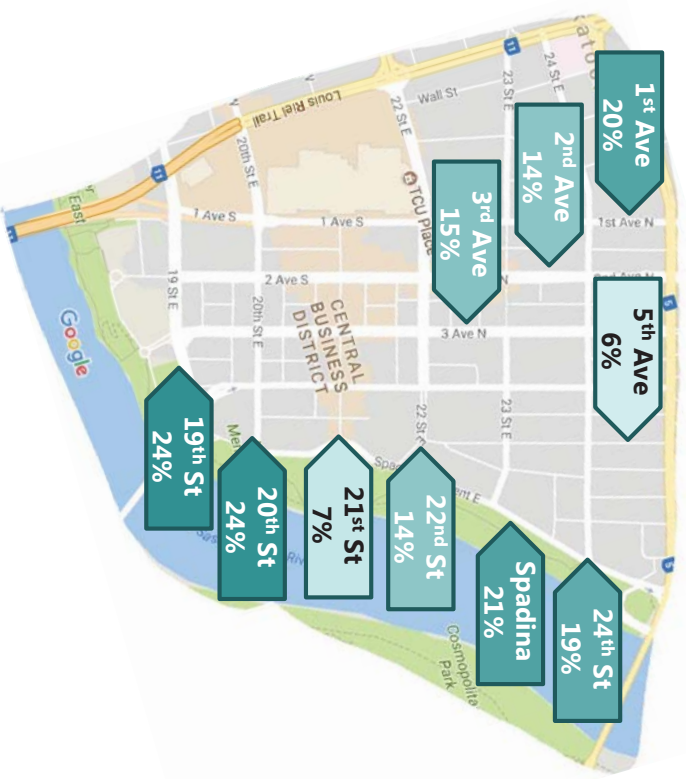 1st Ave
20%
2nd Ave
14%
3rd Ave
15%
5th Ave
6%
19th St
24%
20th St
24%
21st St
7%
22nd St
14%
Spadina
21%
24th St
19%
11
24 St E
23 St E
Wall St
22 St E
Louis Riel Trail
20th St E
11
East
TCU Place
1 Ave S
1 Ave S
1st Ave N
2 Ave S
3 Ave N
19 St E
20th St E
CENTRAL
BUSINESS
DISTRICT
22 St E
23 St E
5
5
Google
Cosmopolita
Park